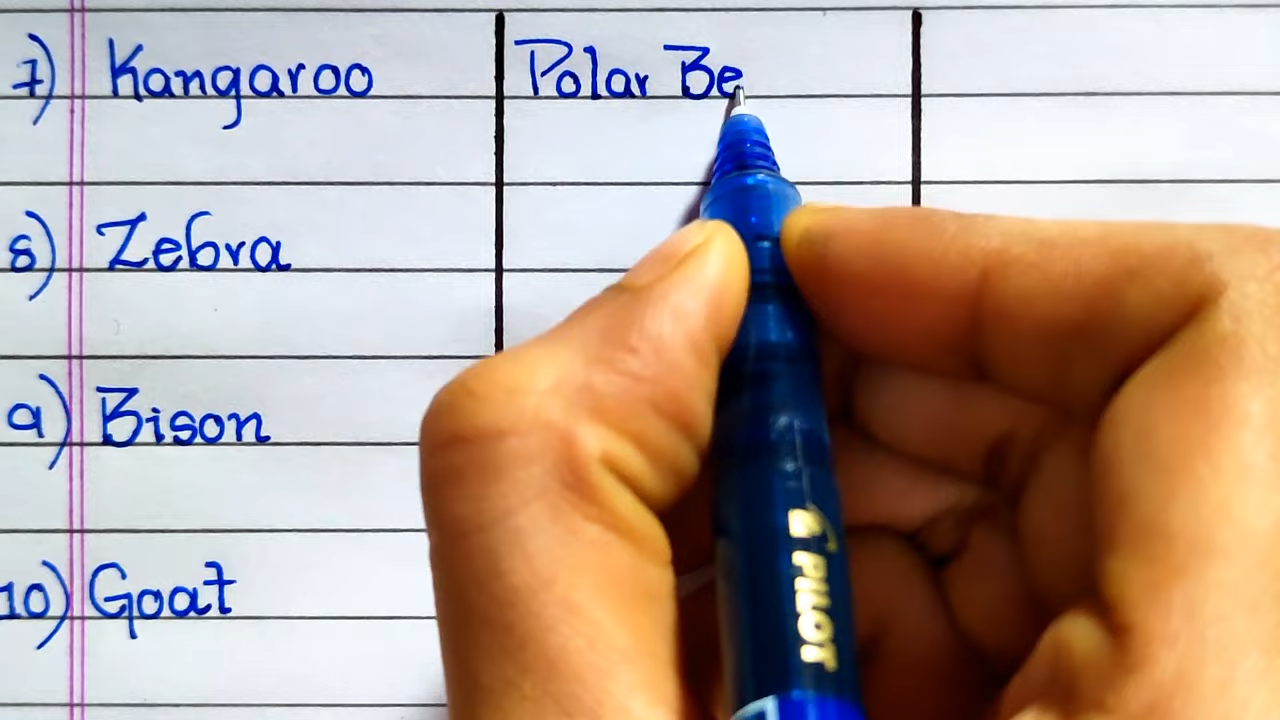 7) Kangaroo Polar Be
8) Zebra
9) Bison
10) Goat
PILOT